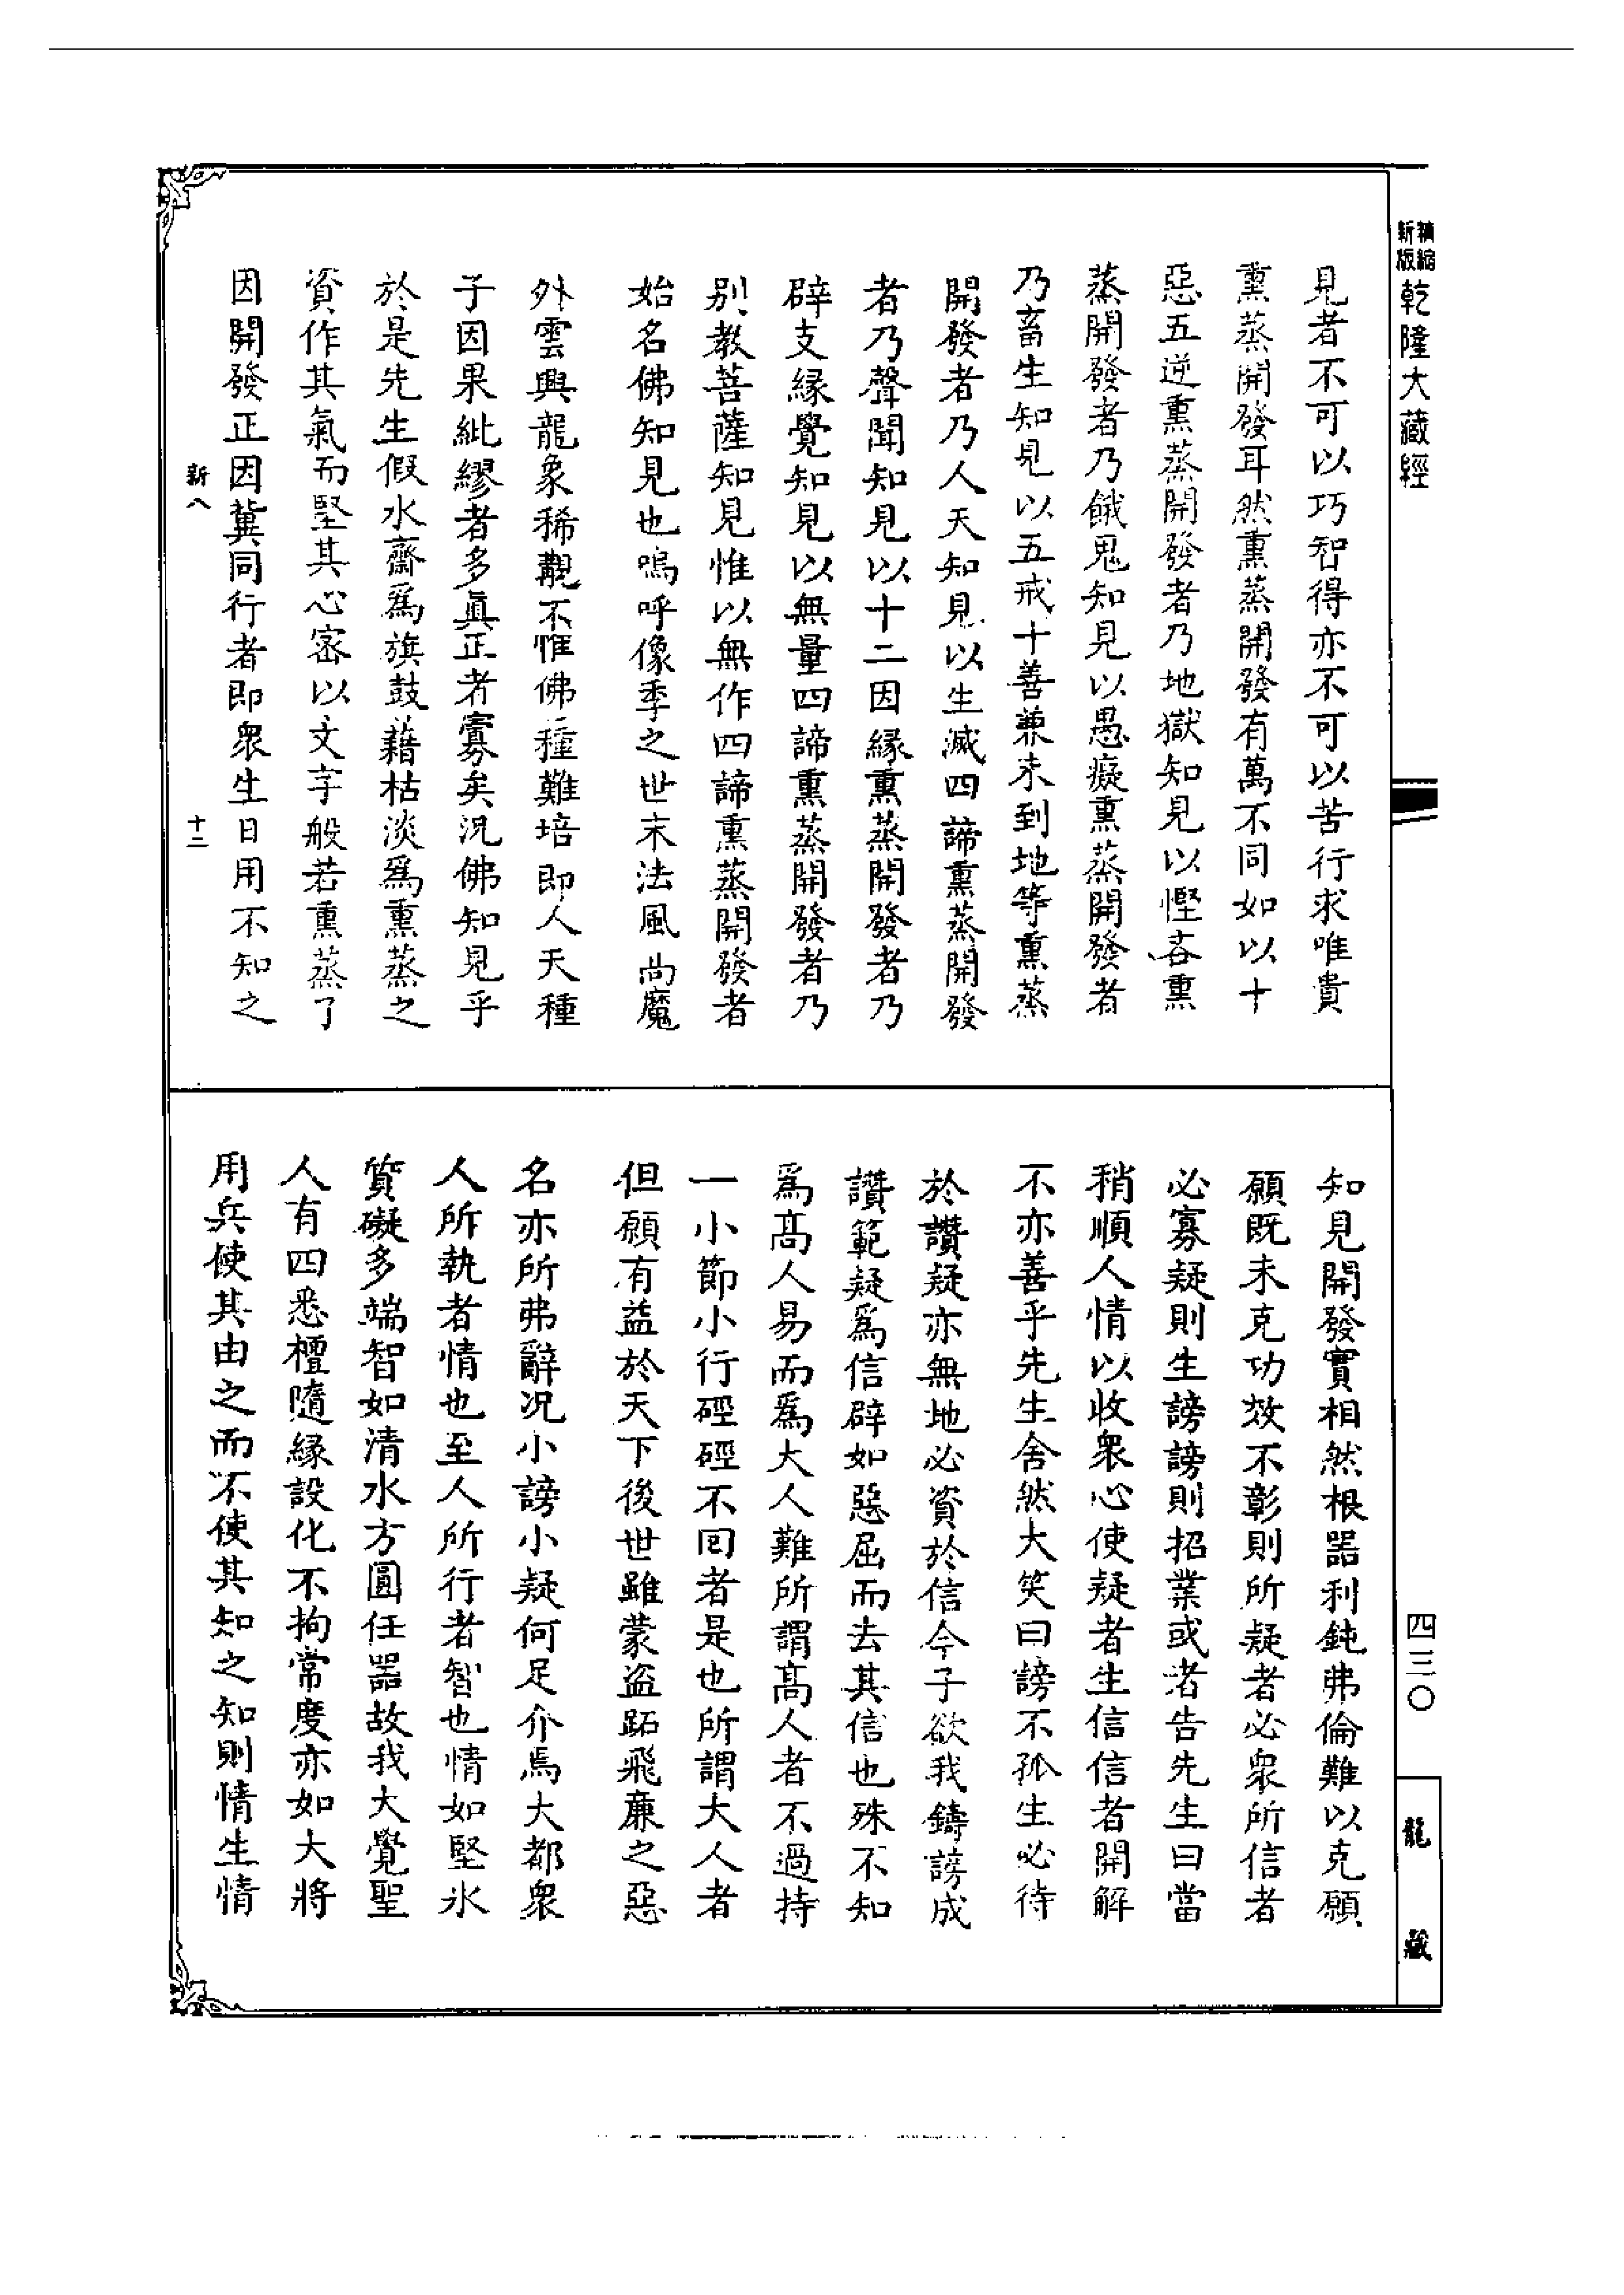 精縮新版乾隆大藏經
見者不可以巧智得亦不可以苦行求唯貴
熏蒸開發耳然熏蒸開發有萬不同如以十
惡五逆熏蒸開發者乃地獄知見以慳吝熏
蒸開發者乃餓鬼知見以愚癡熏蒸開發者
乃畜生知見以五戒十善兼未到地等熏蒸
開發者乃人天知見以生滅四諦熏蒸開發
者乃聲聞知見以十二因緣熏蒸開發者乃
辟支緣覺知見以無量四諦熏蒸開發者乃
別教菩薩知見惟以無作四諦熏蒸開發者
始名佛知見也嗚呼像季之世末法風尚魔
外雲興龍象稀覯不惟佛種難培即人天種
子因果紕繆者多真正者寡矣況佛知見乎
於是先生假水齋為旗鼓藉枯淡為熏蒸之
資作其氣而堅其心密以文字般若熏蒸了
因開發正因冀同行者即眾生日用不知之
新八
十二
知見開發實相然根器利鈍弗倫難以克願
願既未克功效不彰則所疑者必眾所信者
必寡疑則生謗謗則招業或者告先生曰當
稍順人情以收眾心使疑者生信信者開解
不亦善乎先生舍然大笑曰謗不孤生必待
於讚疑亦無地必資於信今子欲我鑄謗成
讚範疑為信辟如惡屈而去其信也殊不知
為高人易而為大人難所謂高人者不過持
一小節小行硜硜不回者是也所謂大人者
但願有益於天下後世雖蒙盜跖飛廉之惡
名亦所弗辭況小謗小疑何足介焉大都眾
人所執者情也至人所行者智也情如堅冰
質礙多端智如清水方圓任器故我大覺聖
人有四悉檀隨緣設化不拘常度亦如大將
用兵使其由之而不使其知之知則情生情
四三〇
龍藏